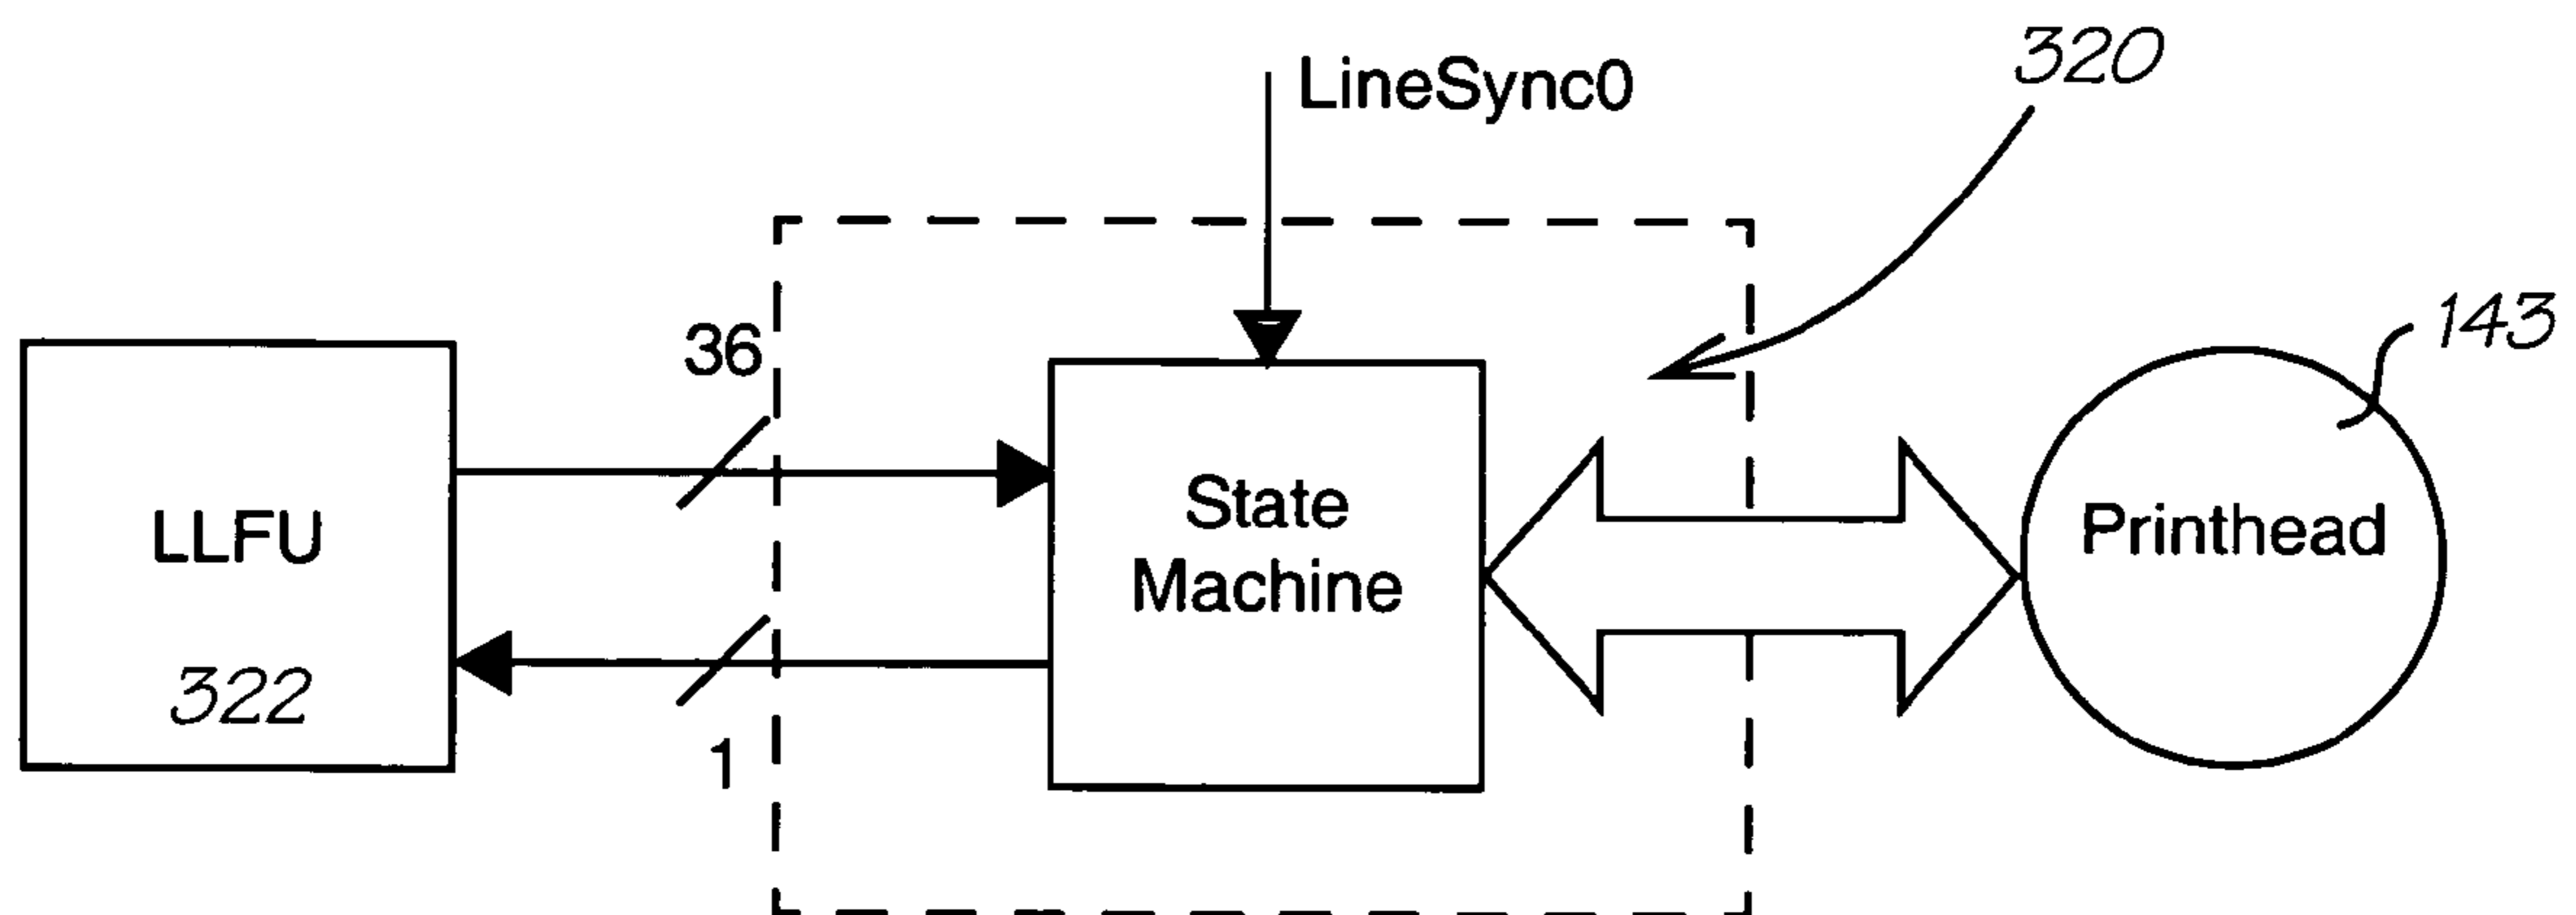 LineSync0
320
36
143
LLFU
322
State
Machine
Printhead
1